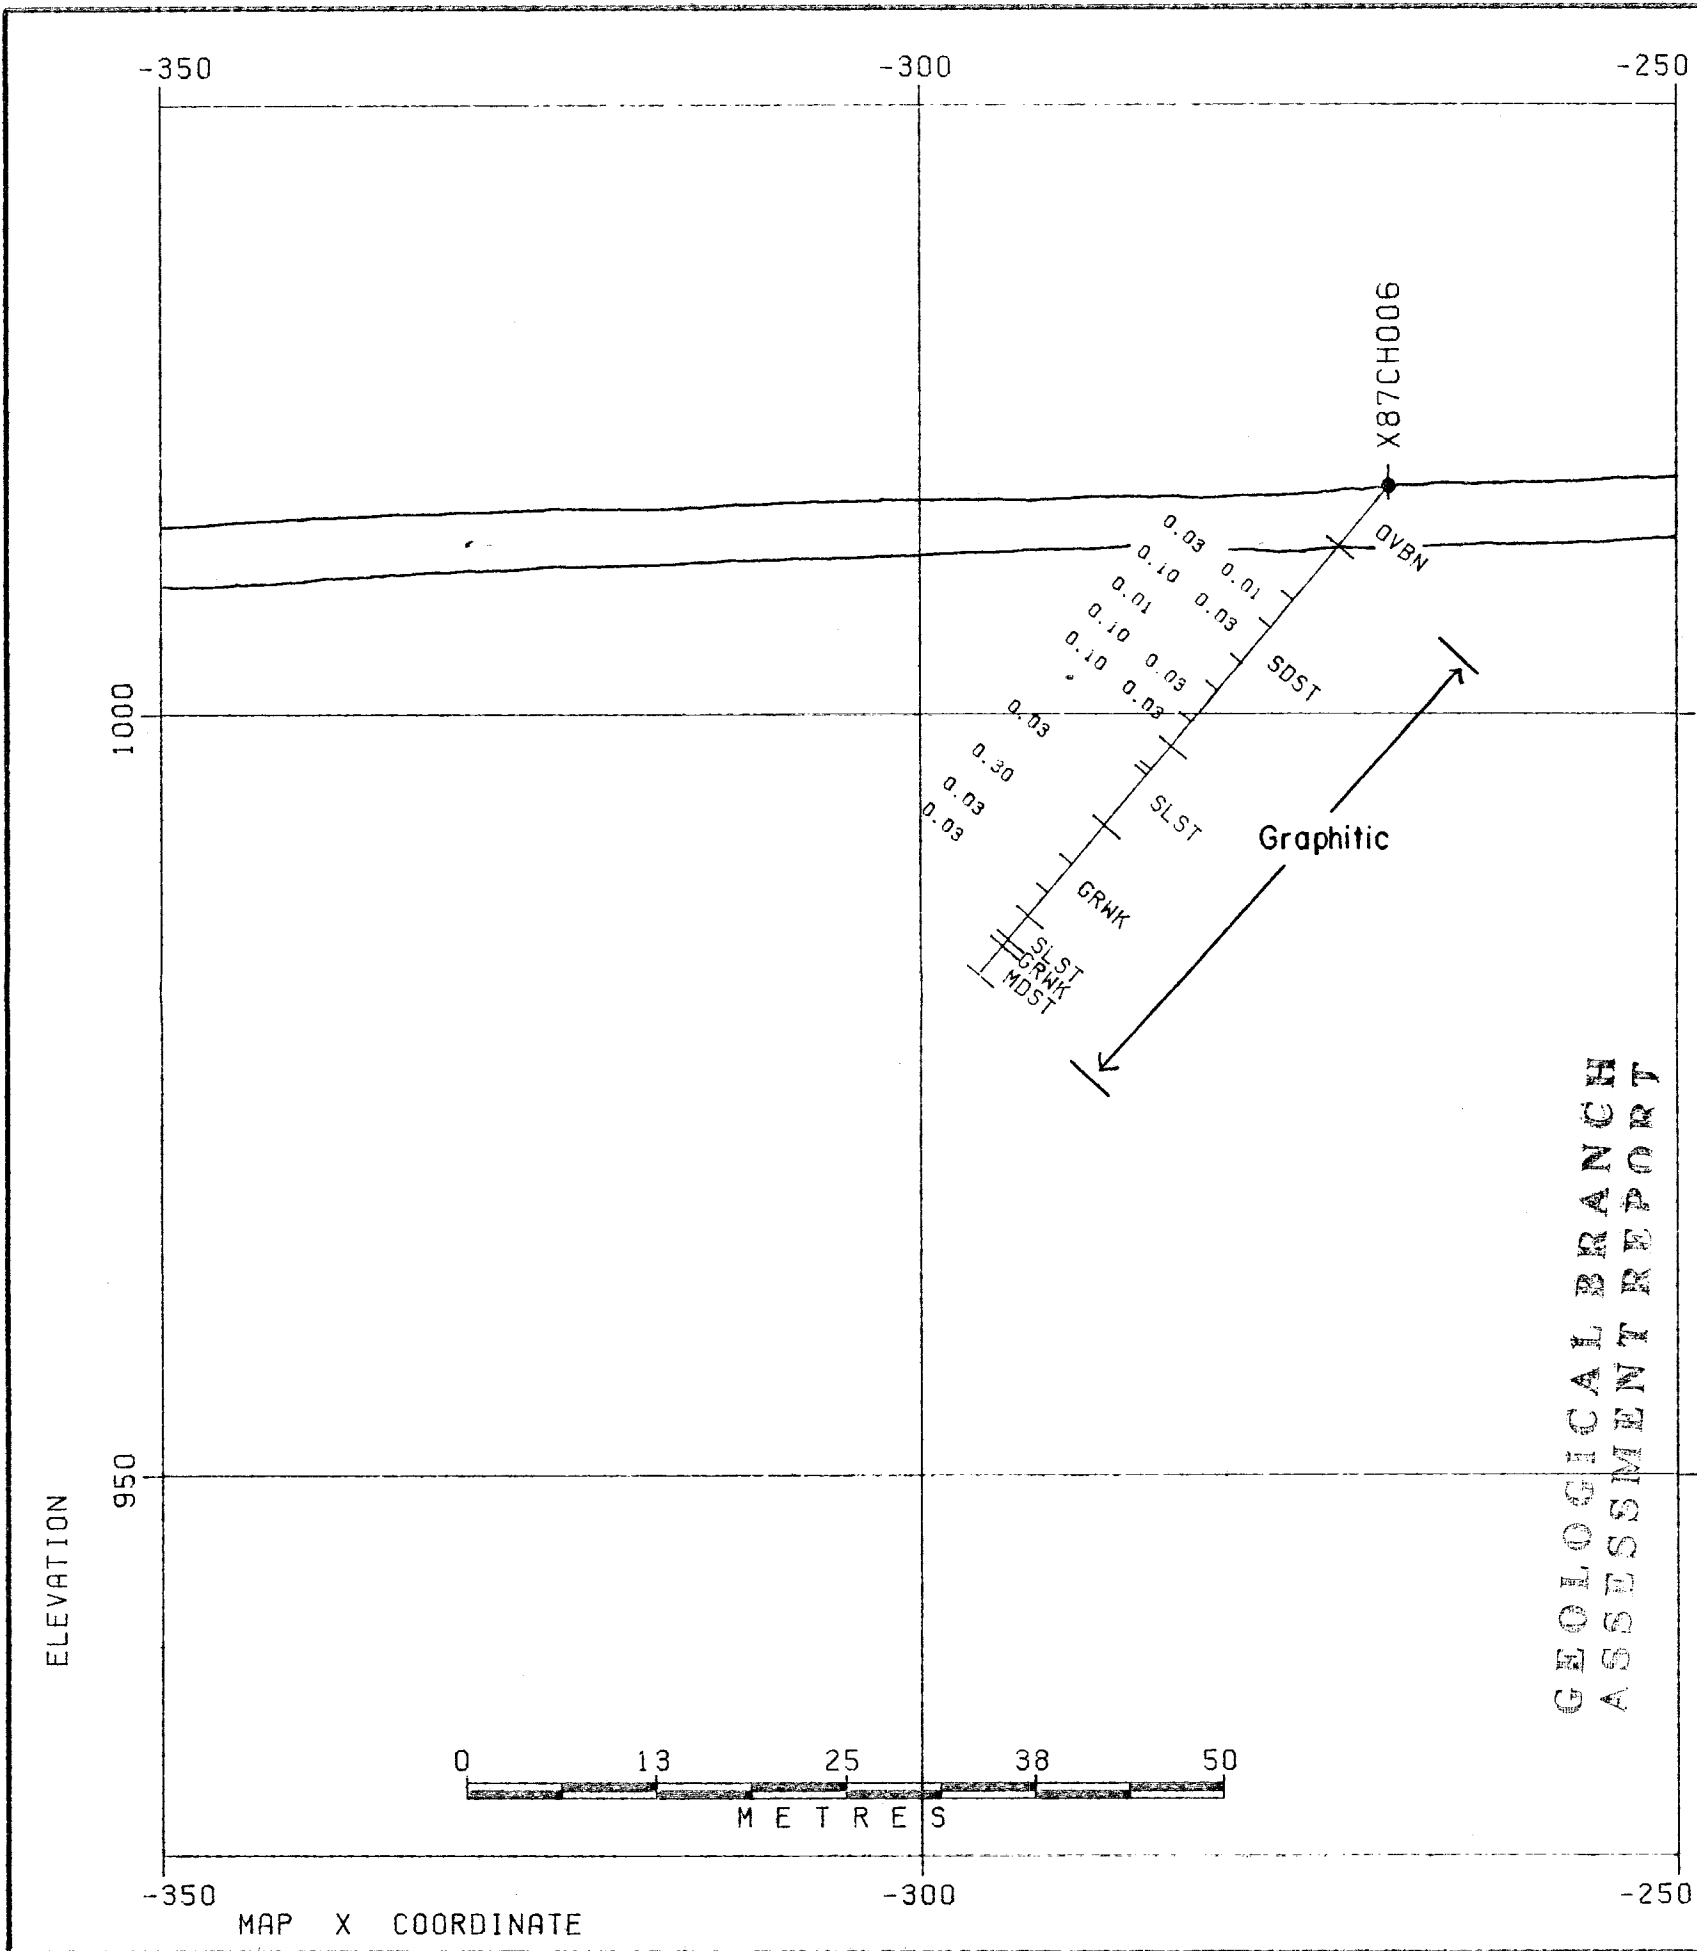 -350 -300 -250
X87CH006
OVBN
0.03
0.10 0.01
0.01 0.03
0.10
0.10 0.03
0.03
SDST
1000
0.03
0.30
0.03
0.03
SLST
Graphitic
GRWK
SLST
GRWK
MDST
GEOLOGICAL BRANCH
ASSESSMENT REPORT
950
ELEVATION
0 13 25 38 50
METRES
-350 -300 -250
MAP X COORDINATE